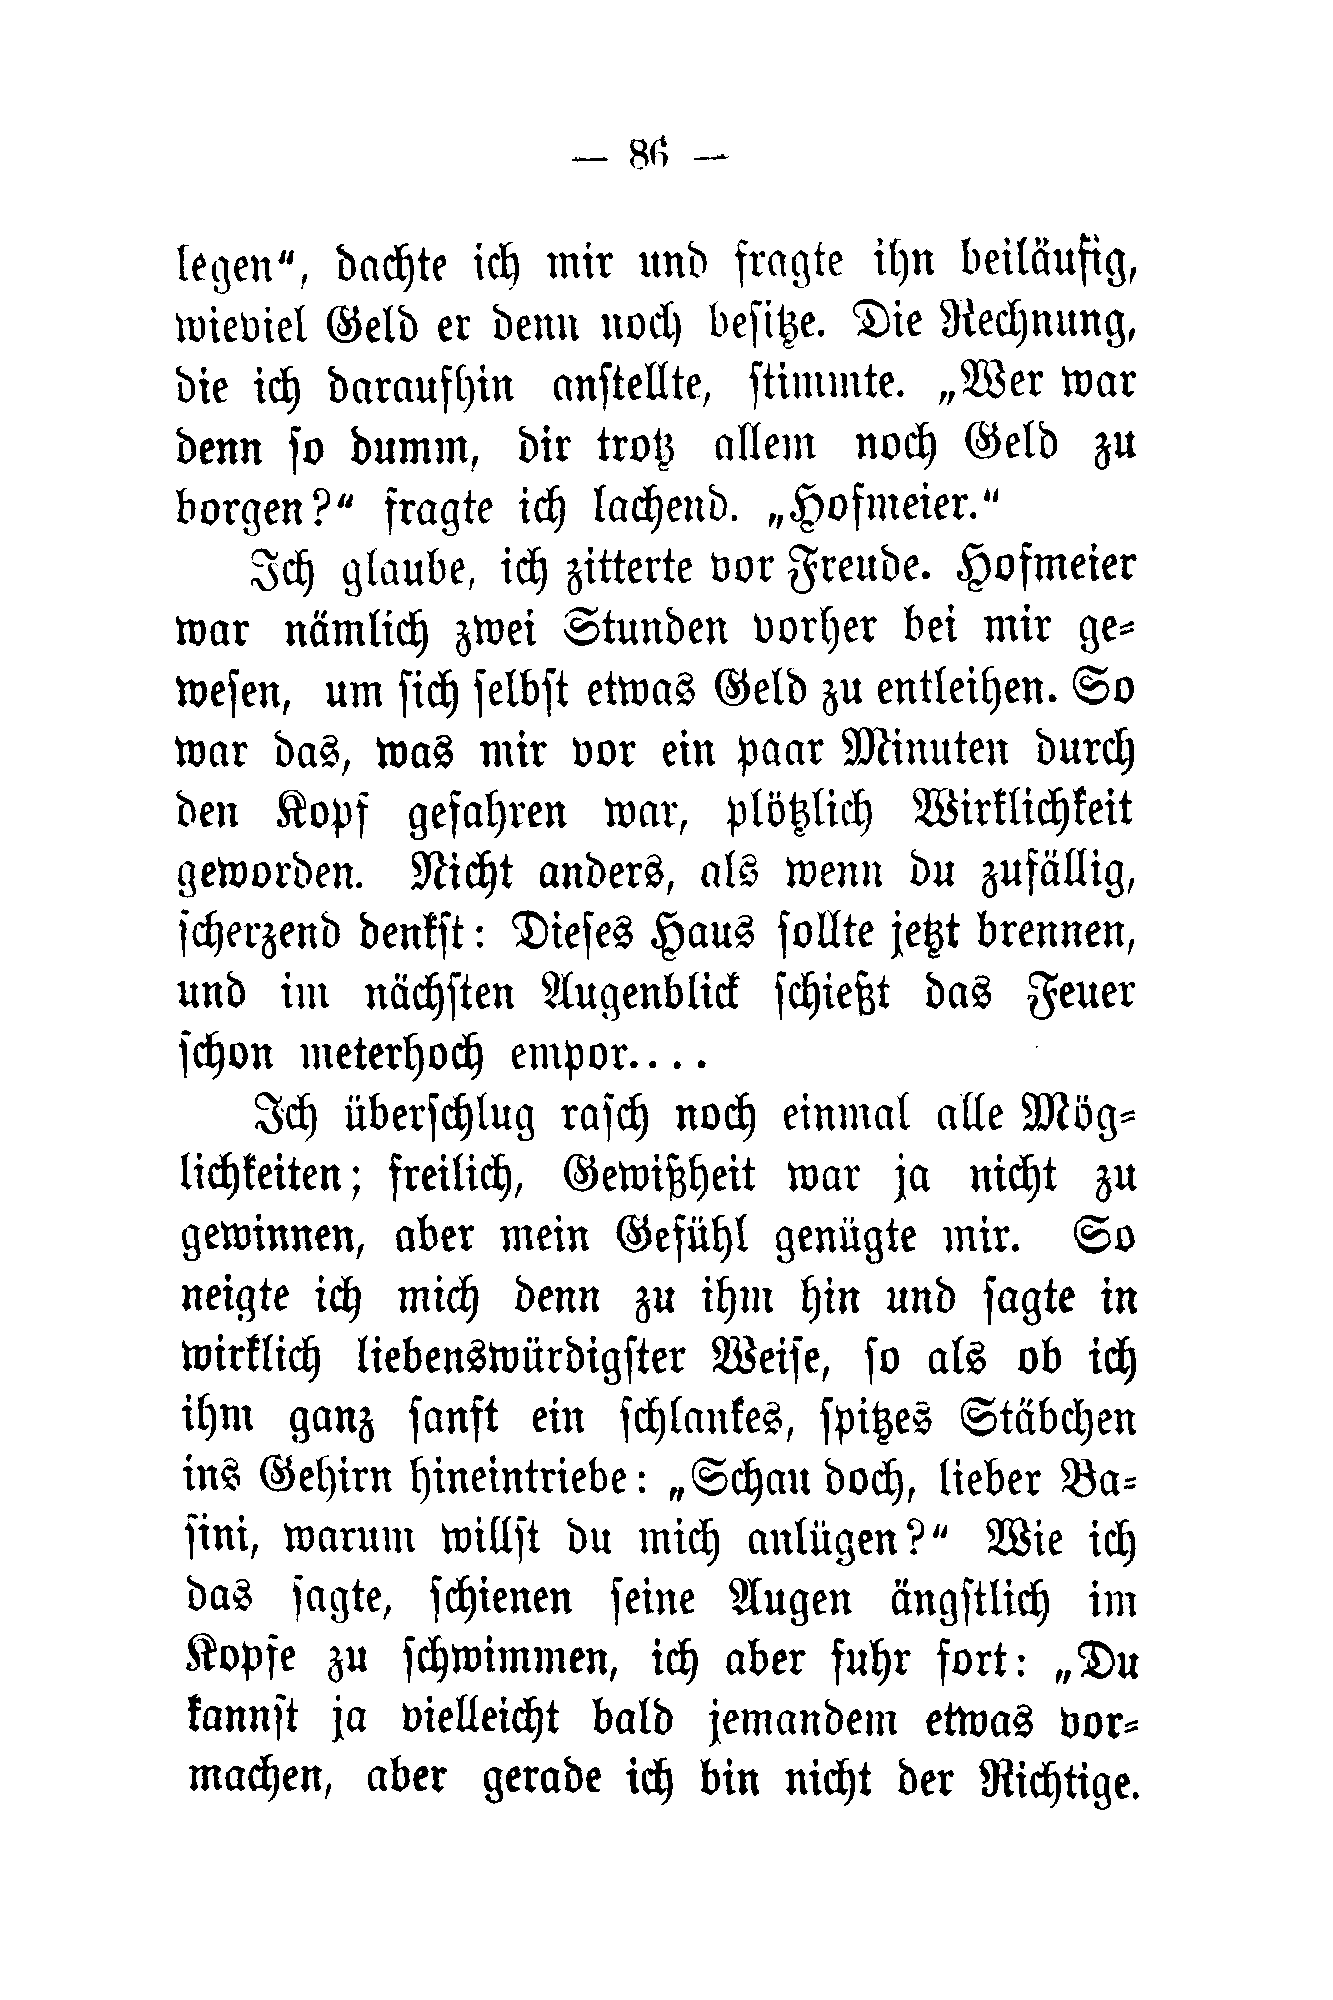 — 86 —
legen“, dachte ich mir und fragte ihn beiläufig,
wieviel Geld er denn noch besitze. Die Rechnung,
die ich daraufhin anstellte, stimmte. „Wer war
denn so dumm, dir trotz allem noch Geld zu
borgen?“ fragte ich lachend. „Hofmeier.“
Ich glaube, ich zitterte vor Freude. Hofmeier
war nämlich zwei Stunden vorher bei mir ge-
wesen, um sich selbst etwas Geld zu entleihen. So
war das, was mir vor ein paar Minuten durch
den Kopf gefahren war, plötzlich Wirklichkeit
geworden. Nicht anders, als wenn du zufällig,
scherzend denkst: Dieses Haus sollte jetzt brennen,
und im nächsten Augenblick schießt das Feuer
schon meterhoch empor....
Ich überschlug rasch noch einmal alle Mög-
lichkeiten; freilich, Gewißheit war ja nicht zu
gewinnen, aber mein Gefühl genügte mir. So
neigte ich mich denn zu ihm hin und sagte in
wirklich liebenswürdigster Weise, so als ob ich
ihm ganz sanft ein schlankes, spitzes Stäbchen
ins Gehirn hineintriebe: „Schau doch, lieber Ba-
sini, warum willst du mich anlügen?“ Wie ich
das sagte, schienen seine Augen ängstlich im
Kopfe zu schwimmen, ich aber fuhr fort: „Du
kannst ja vielleicht bald jemandem etwas vor-
machen, aber gerade ich bin nicht der Richtige.